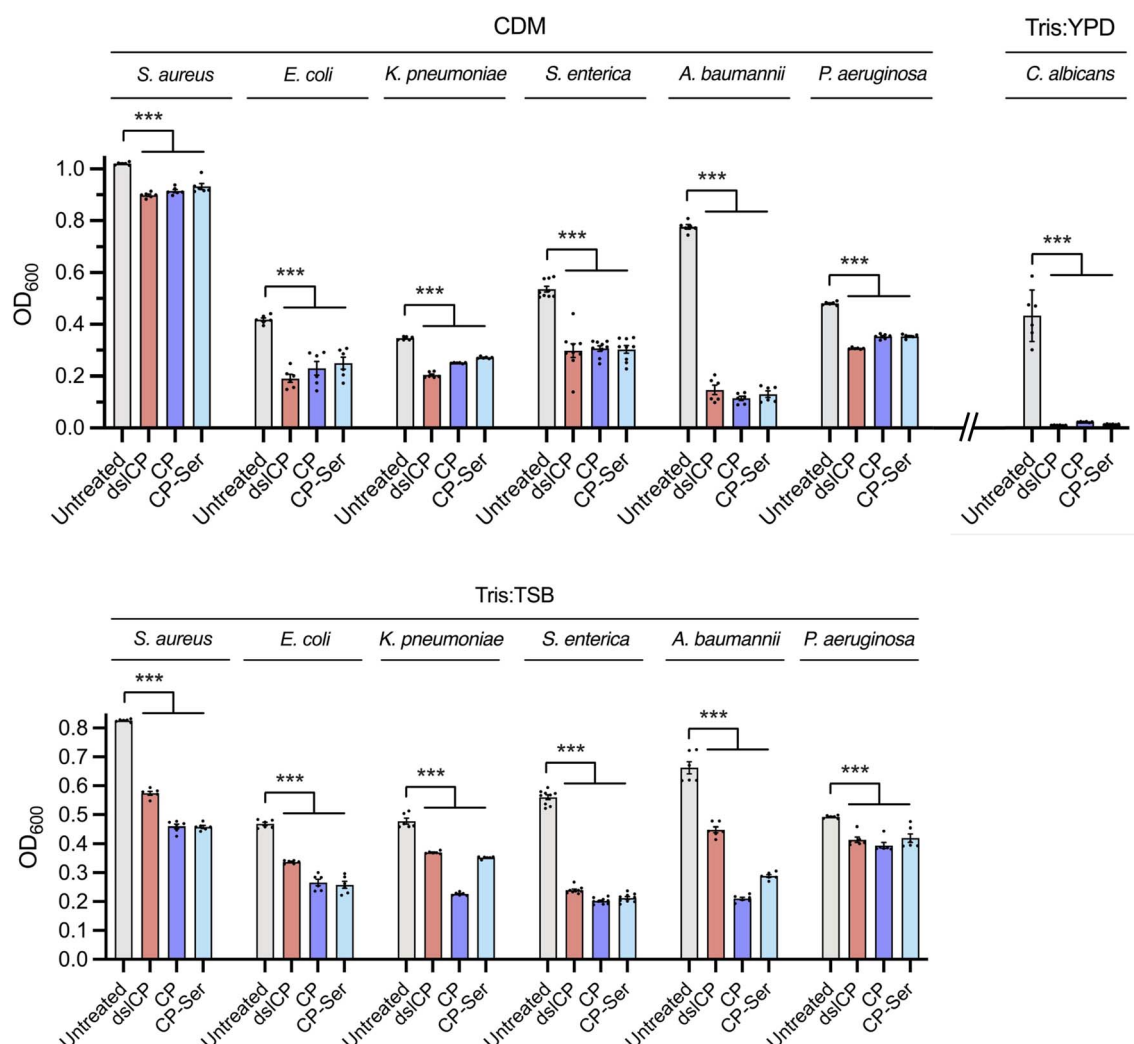 CDM Tris:YPD
S. aureus E. coli K. pneumoniae S. enterica A. baumannii P. aeruginosa C. albicans
*** *** *** *** *** *** ***
OD600
1.0
0.8
0.6
0.4
0.2
0.0
Untreated dsICP CP CP-Ser Untreated dsICP CP CP-Ser Untreated dsICP CP CP-Ser Untreated dsICP CP CP-Ser Untreated dsICP CP CP-Ser Untreated dsICP CP CP-Ser // Untreated dsICP CP CP-Ser
Tris:TSB
S. aureus E. coli K. pneumoniae S. enterica A. baumannii P. aeruginosa
*** *** *** *** *** ***
OD600
0.8
0.7
0.6
0.5
0.4
0.3
0.2
0.1
0.0
Untreated dsICP CP CP-Ser Untreated dsICP CP CP-Ser Untreated dsICP CP CP-Ser Untreated dsICP CP CP-Ser Untreated dsICP CP CP-Ser Untreated dsICP CP CP-Ser